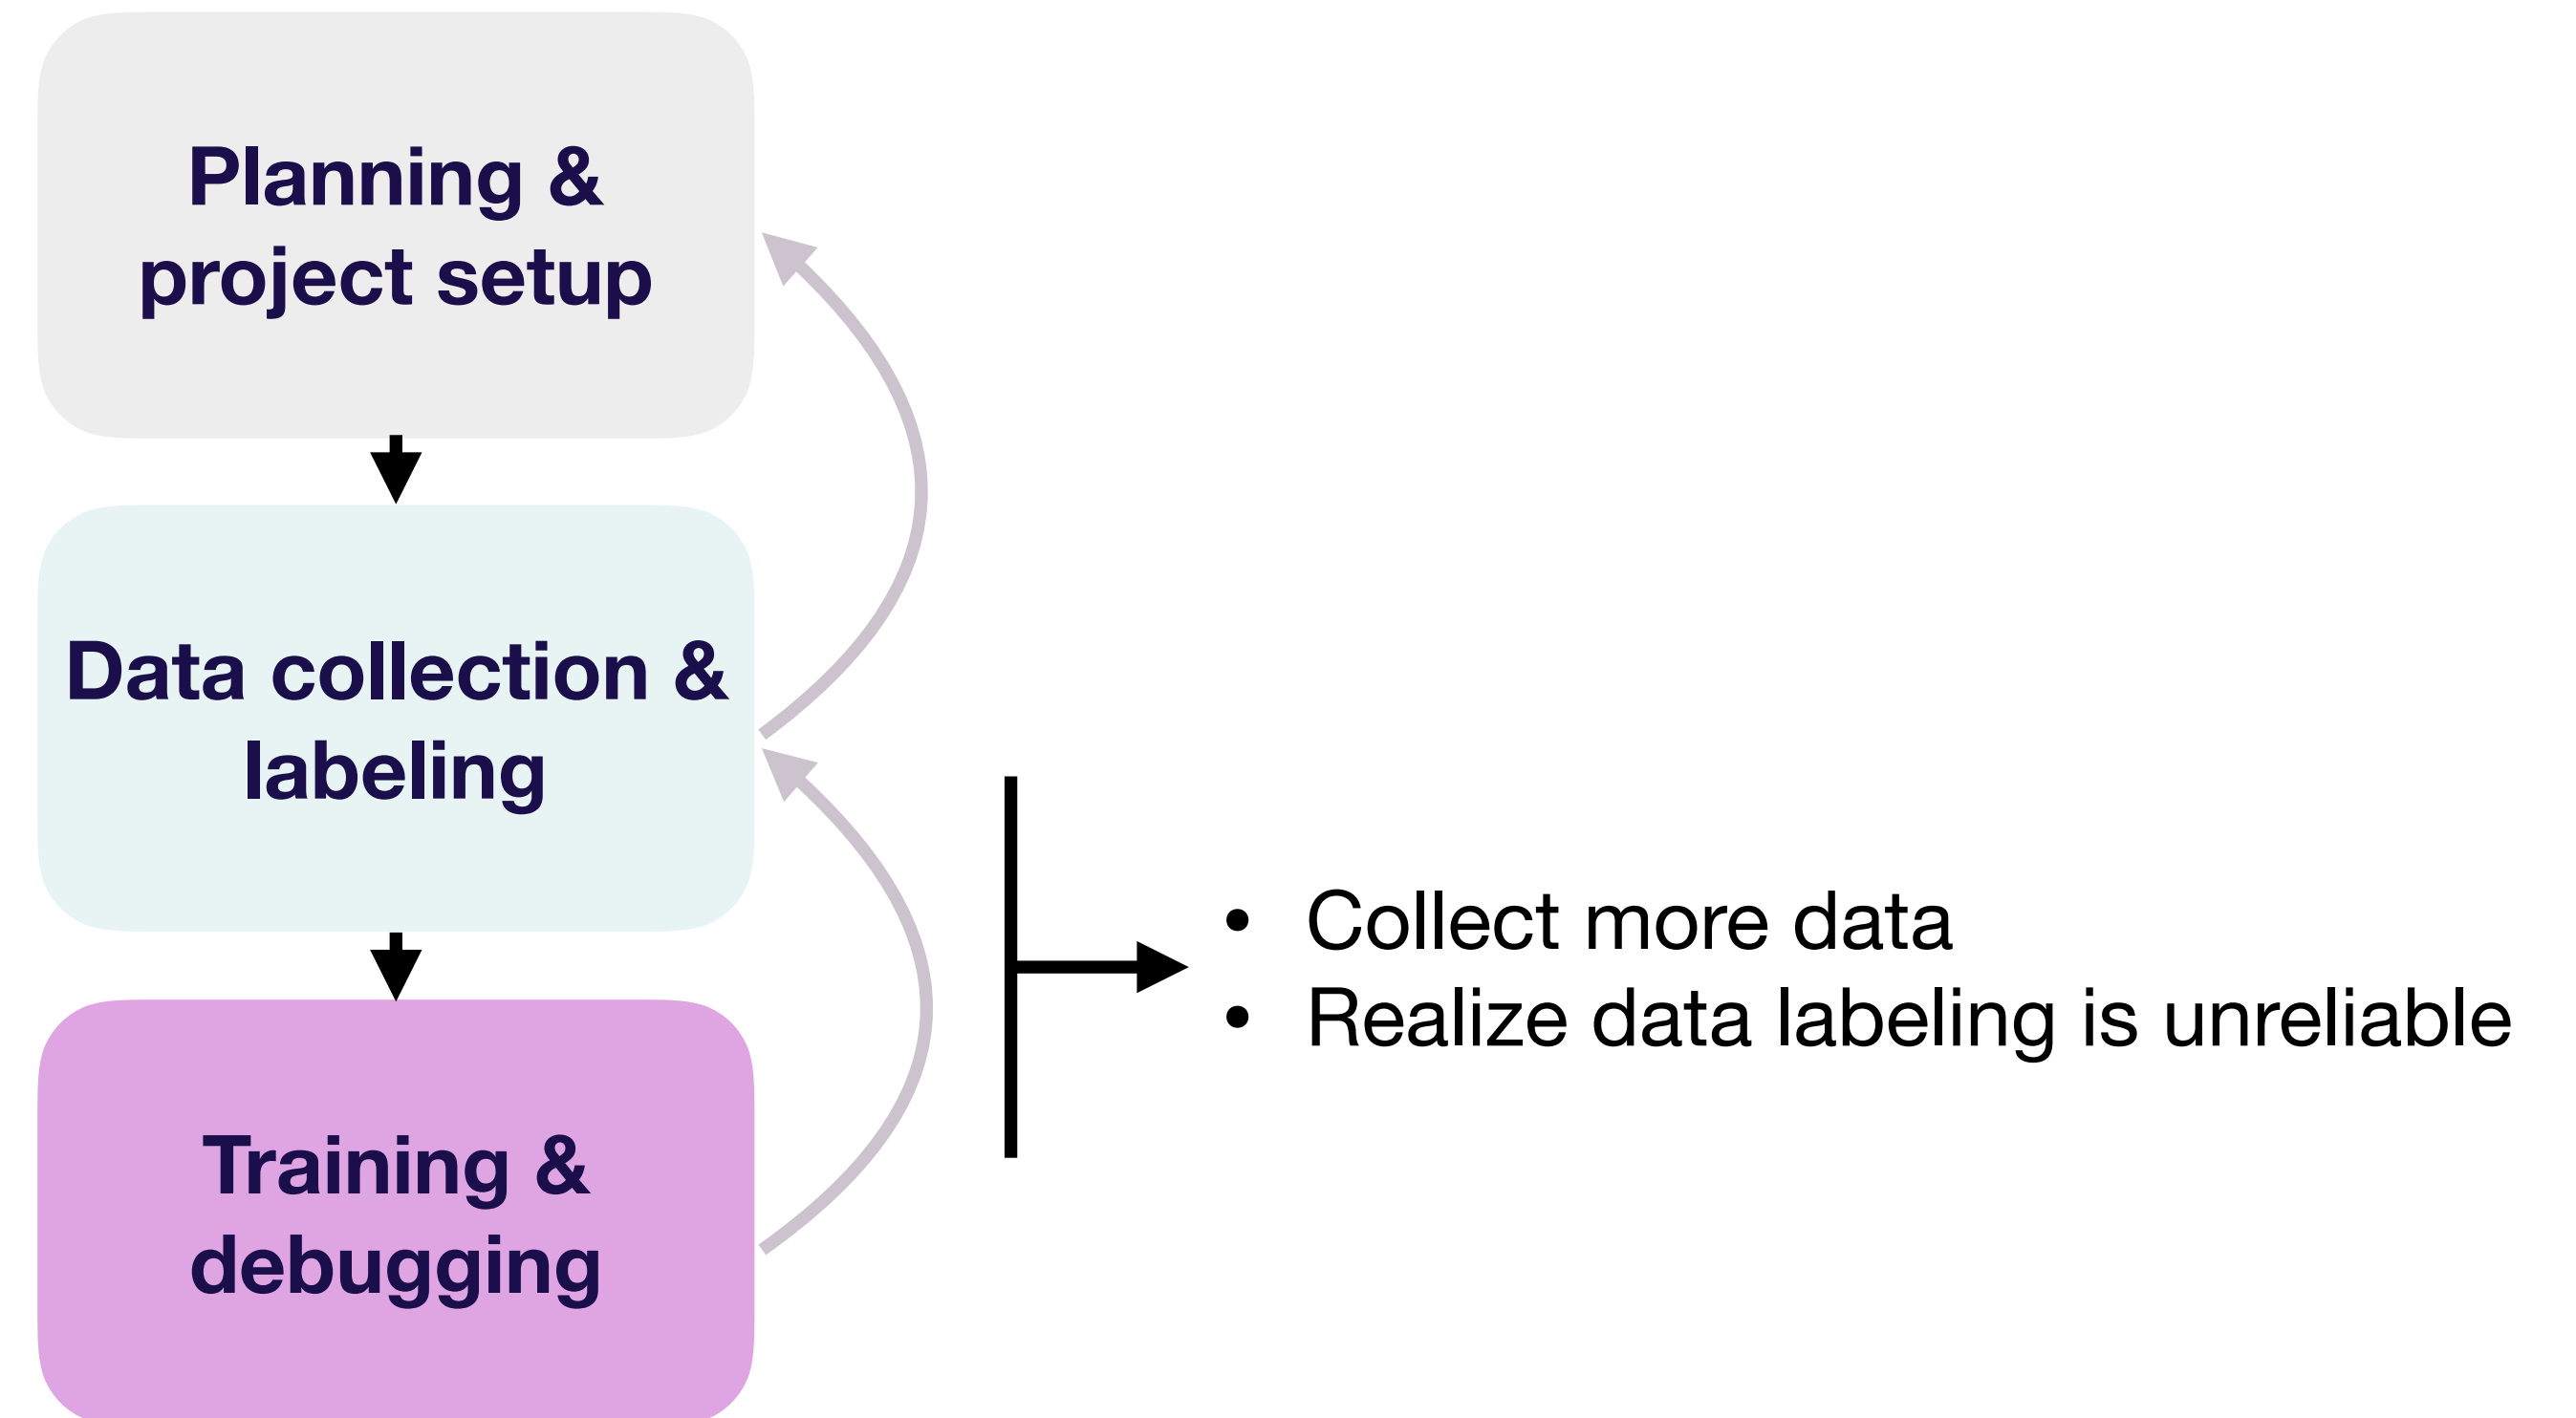 Planning &
project setup
Data collection &
labeling
• Collect more data
• Realize data labeling is unreliable
Training &
debugging